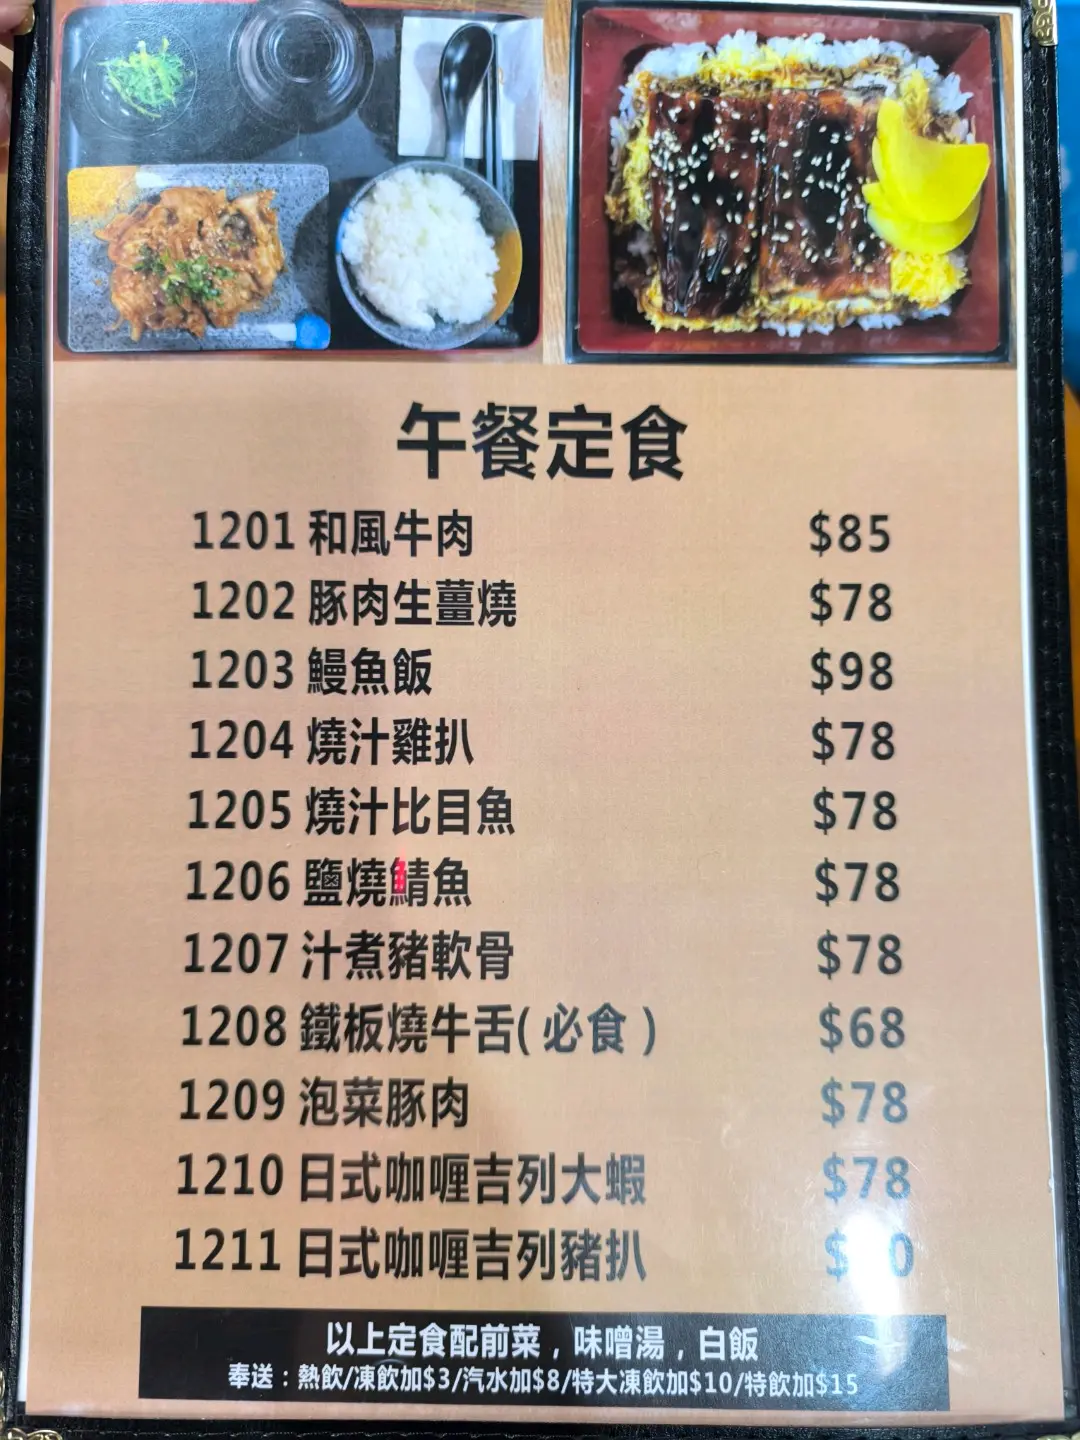 午餐定食
1201 和風牛肉 $85
1202 豚肉生薑燒 $78
1203 鰻魚飯 $98
1204 燒汁雞扒 $78
1205 燒汁比目魚 $78
1206 鹽燒鯖魚 $78
1207 汁煮豬軟骨 $78
1208 鐵板燒牛舌( 必食 ) $68
1209 泡菜豚肉 $78
1210 日式咖喱吉列大蝦 $78
1211 日式咖喱吉列豬扒
以上定食配前菜，味噌湯，白飯
奉送：熱飲/凍飲加$3/汽水加$8/特大凍飲加$10/特飲加$15